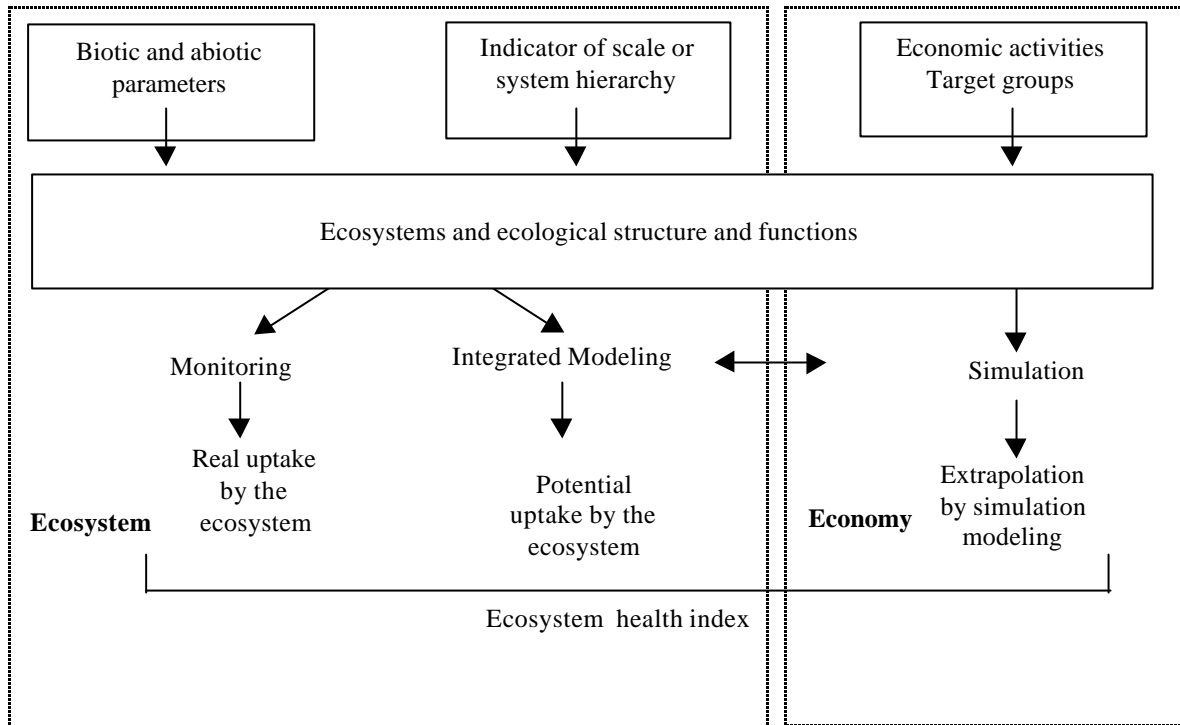 Biotic and abiotic
parameters
Indicator of scale or
system hierarchy
Economic activities
Target groups
Ecosystems and ecological structure and functions
Monitoring
Integrated Modeling
Simulation
Real uptake
by the
ecosystem
Potential
uptake by the
ecosystem
Extrapolation
by simulation
modeling
Ecosystem
Economy
Ecosystem health index